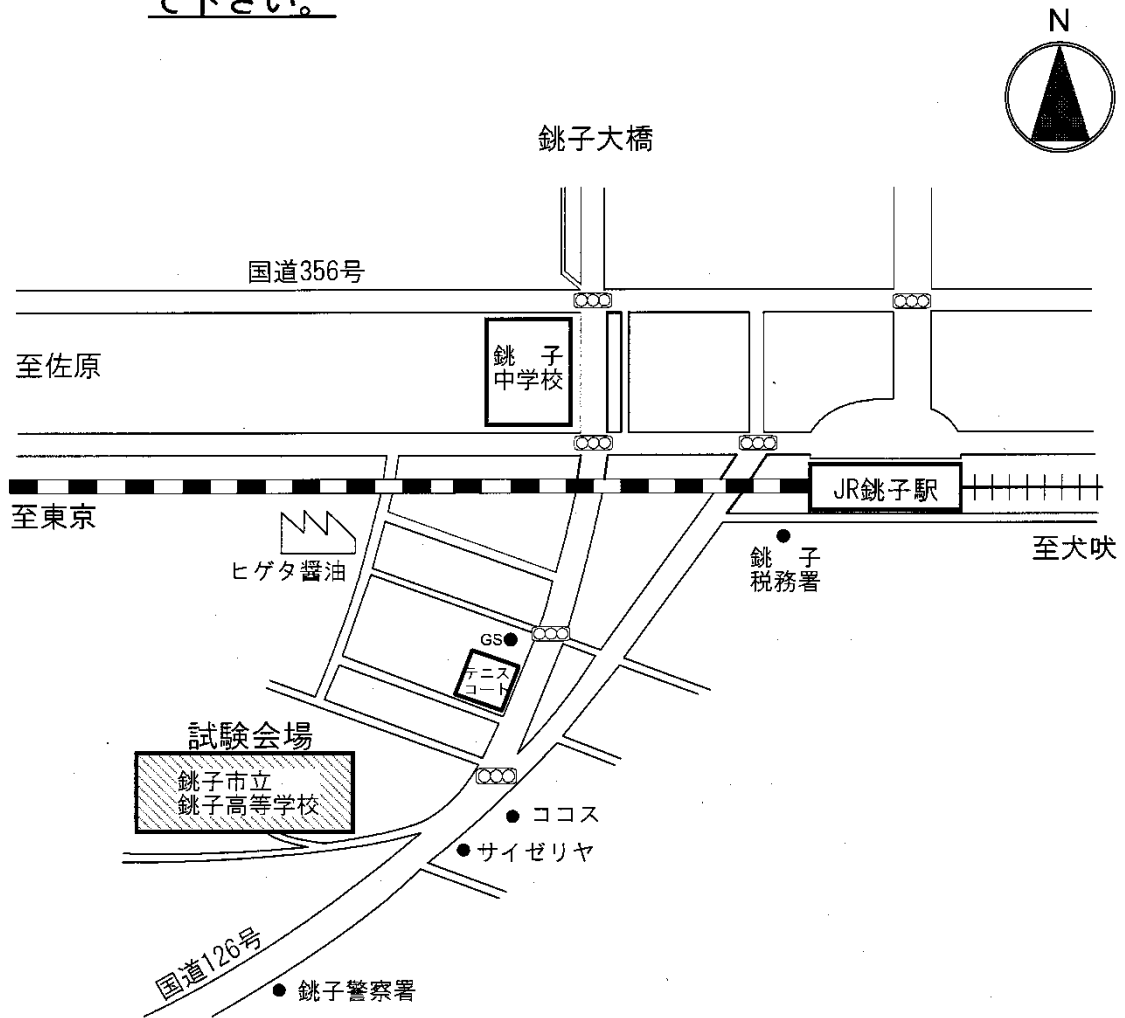 て下さい。
N
銚子大橋
国道356号
至佐原
銚 子
中学校
JR銚子駅
至東京
ヒゲタ醤油
銚 子
税務署
至犬吠
GS
テニス
コート
試験会場
銚子市立
銚子高等学校
ココス
サイゼリヤ
国道126号
銚子警察署